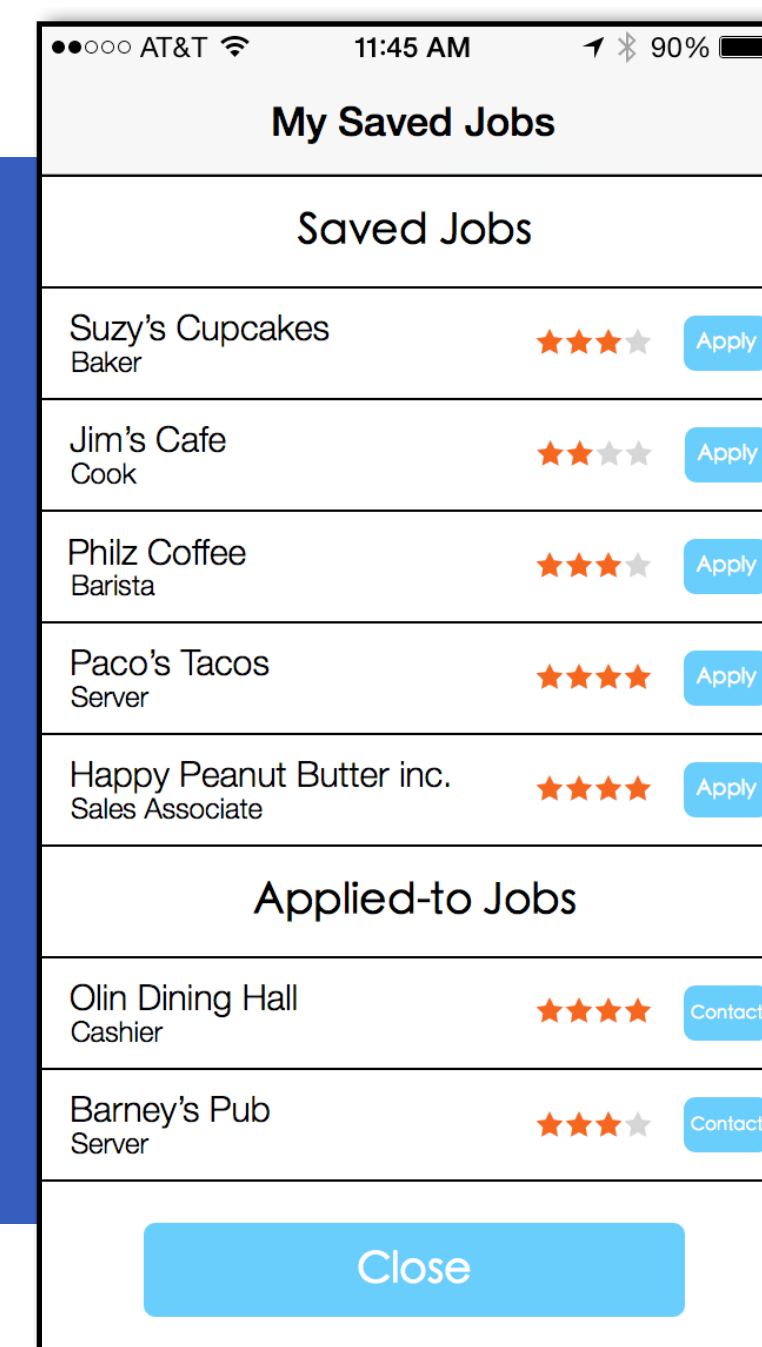 AT&T 11:45 AM 90%
My Saved Jobs
Saved Jobs
Suzy’s Cupcakes
Baker
Apply
Jim’s Cafe
Cook
Apply
Philz Coffee
Barista
Apply
Paco’s Tacos
Server
Apply
Happy Peanut Butter inc.
Sales Associate
Apply
Applied-to Jobs
Olin Dining Hall
Cashier
Contact
Barney’s Pub
Server
Contact
Close